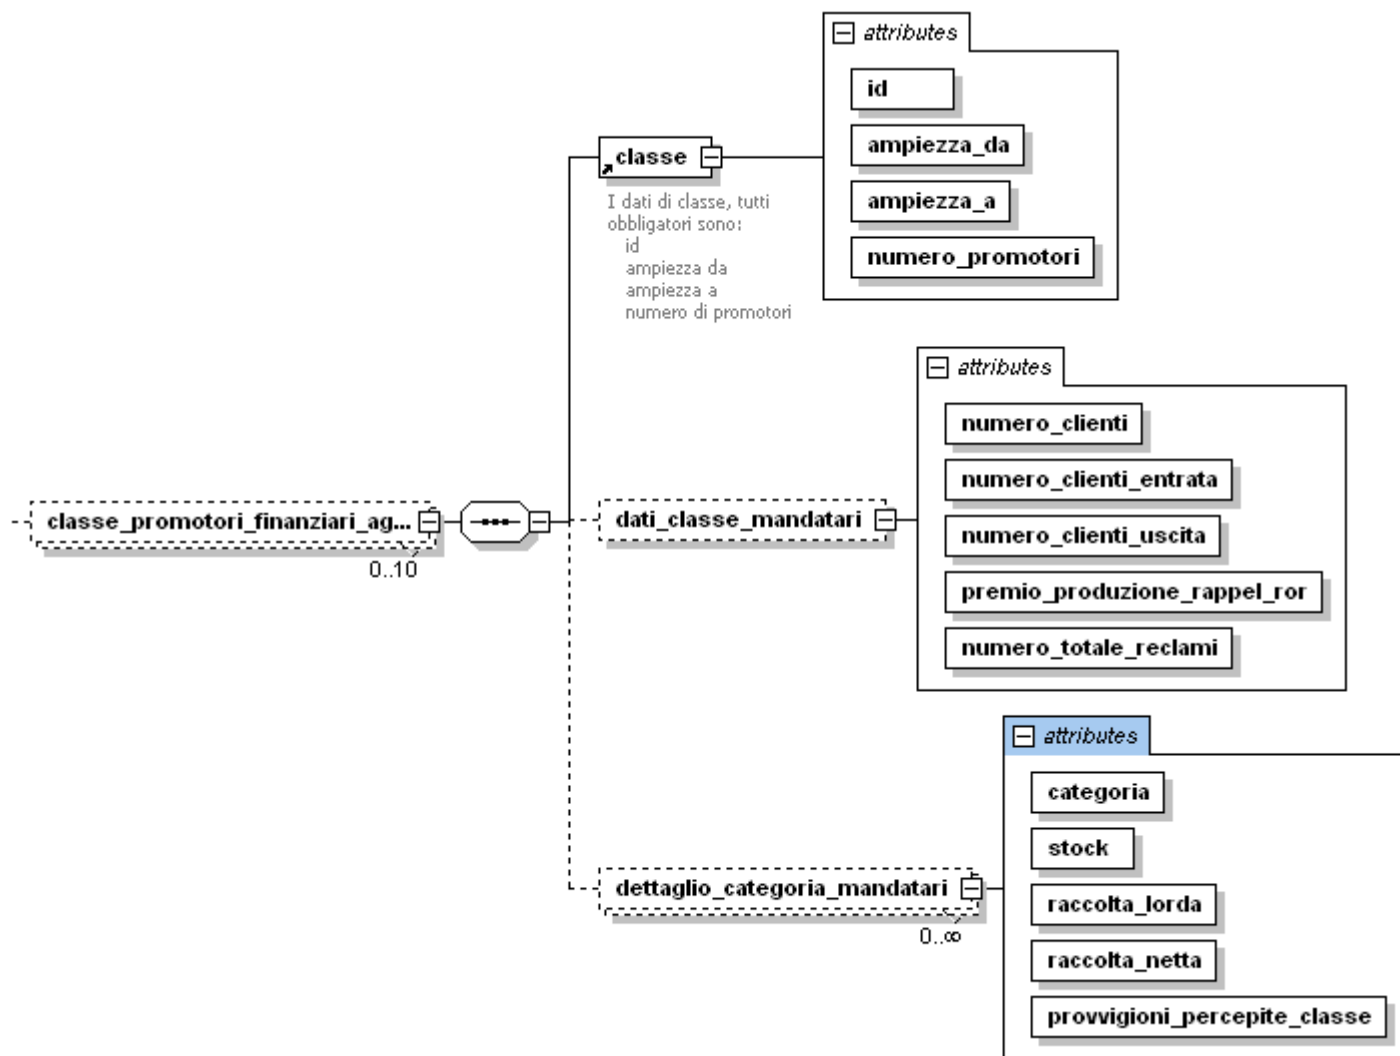 attributes
id
ampiezza_da
ampiezza_a
numero_promotori
classe
I dati di classe, tutti
obbligatori sono:
id
ampiezza da
ampiezza a
numero di promotori
attributes
numero_clienti
numero_clienti_entrata
numero_clienti_uscita
premio_produzione_rappel_ror
numero_totale_reclami
classe_promotori_finanziari_ag...
0..10
dati_classe_mandatari
attributes
categoria
stock
raccolta_lorda
raccolta_netta
provvigioni_percepite_classe
dettaglio_categoria_mandatari
0..∞